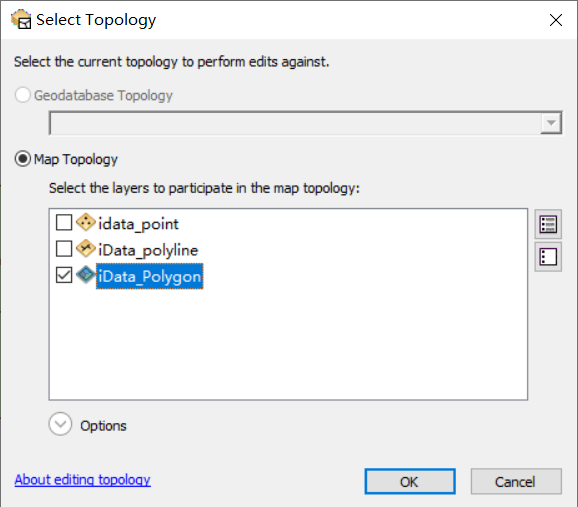 Select Topology
Select the current topology to perform edits against.
Geodatabase Topology
Map Topology
Select the layers to participate in the map topology:
idata_point
iData_polyline
iData_Polygon
Options
About editing topology
OK
Cancel